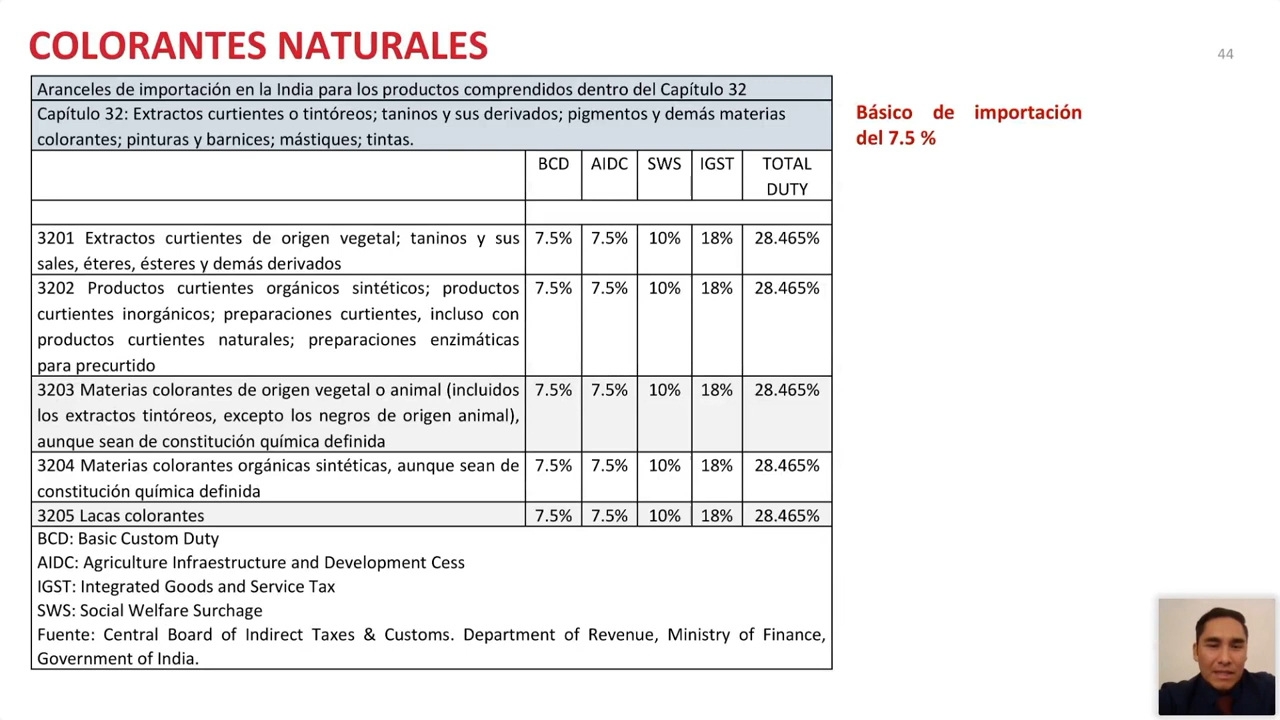 COLORANTES NATURALES
44
Aranceles de importación en la India para los productos comprendidos dentro del Capítulo 32
Capítulo 32: Extractos curtientes o tintóreos; taninos y sus derivados; pigmentos y demás materias
colorantes; pinturas y barnices; mástiques; tintas.
BCD AIDC SWS IGST TOTAL
DUTY
3201 Extractos curtientes de origen vegetal; taninos y sus 7.5% 7.5% 10% 18% 28.465%
sales, éteres, ésteres y demás derivados
3202 Productos curtientes orgánicos sintéticos; productos 7.5% 7.5% 10% 18% 28.465%
curtientes inorgánicos; preparaciones curtientes, incluso con
productos curtientes naturales; preparaciones enzimáticas
para precurtido
3203 Materias colorantes de origen vegetal o animal (incluidos 7.5% 7.5% 10% 18% 28.465%
los extractos tintóreos, excepto los negros de origen animal),
aunque sean de constitución química definida
3204 Materias colorantes orgánicas sintéticas, aunque sean de 7.5% 7.5% 10% 18% 28.465%
constitución química definida
3205 Lacas colorantes 7.5% 7.5% 10% 18% 28.465%
BCD: Basic Custom Duty
AIDC: Agriculture Infraestructure and Development Cess
IGST: Integrated Goods and Service Tax
SWS: Social Welfare Surchage
Fuente: Central Board of Indirect Taxes & Customs. Department of Revenue, Ministry of Finance,
Government of India.
Básico de importación
del 7.5 %